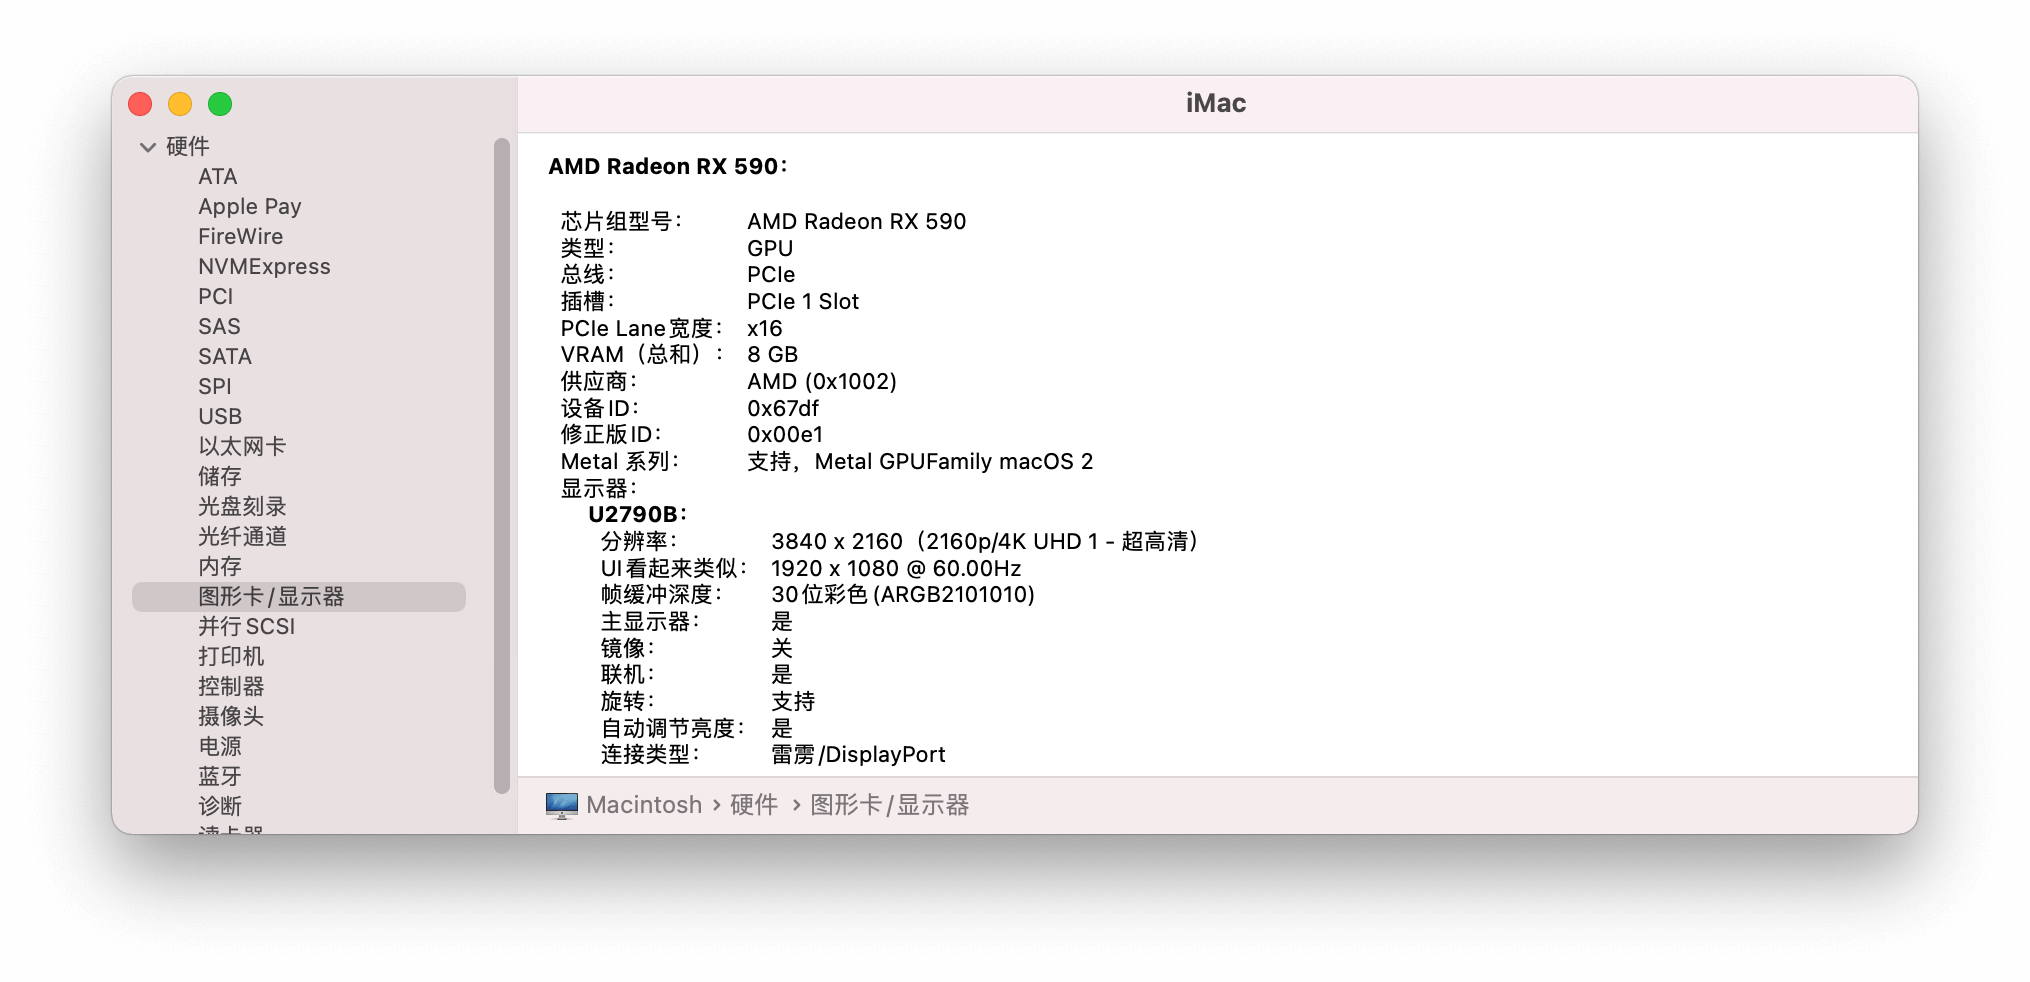 iMac
硬件
ATA
Apple Pay
FireWire
NVMExpress
PCI
SAS
SATA
SPI
USB
以太网卡
储存
光盘刻录
光纤通道
内存
图形卡/显示器
并行SCSI
打印机
控制器
摄像头
电源
蓝牙
诊断
读卡器
AMD Radeon RX 590：
芯片组型号： AMD Radeon RX 590
类型： GPU
总线： PCIe
插槽： PCIe 1 Slot
PCIe Lane宽度： x16
VRAM（总和）： 8 GB
供应商： AMD (0x1002)
设备ID： 0x67df
修正版ID： 0x00e1
Metal 系列： 支持，Metal GPUFamily macOS 2
显示器：
U2790B：
分辨率： 3840 x 2160（2160p/4K UHD 1 - 超高清）
UI看起来类似： 1920 x 1080 @ 60.00Hz
帧缓冲深度： 30位彩色(ARGB2101010)
主显示器： 是
镜像： 关
联机： 是
旋转： 支持
自动调节亮度： 是
连接类型： 雷雳/DisplayPort
Macintosh › 硬件 › 图形卡/显示器